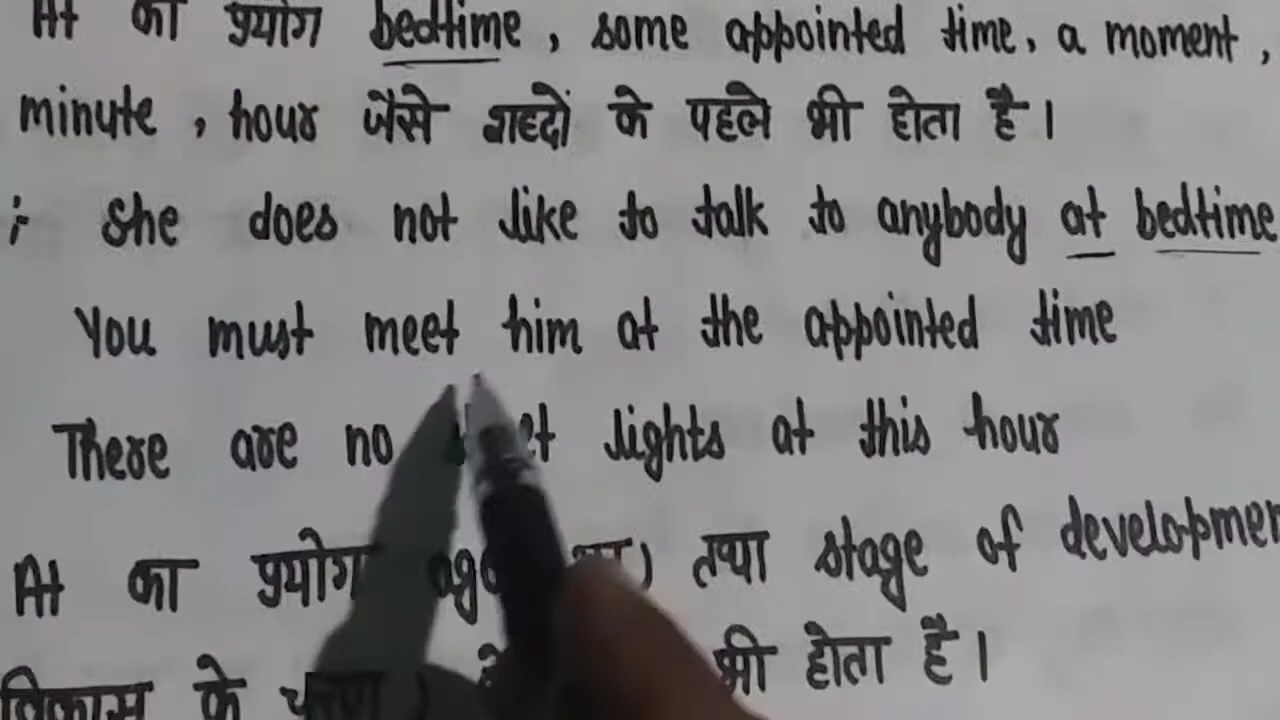 At का प्रयोग bedtime, some appointed time, a moment,
minute, hour जैसे शब्दों के पहले भी होता है।
:- She does not like to talk to anybody at bedtime
You must meet him at the appointed time
There are no lights at this hour
At का प्रयोग तथा stage of developmen
विकास के चरण) भी होता है।